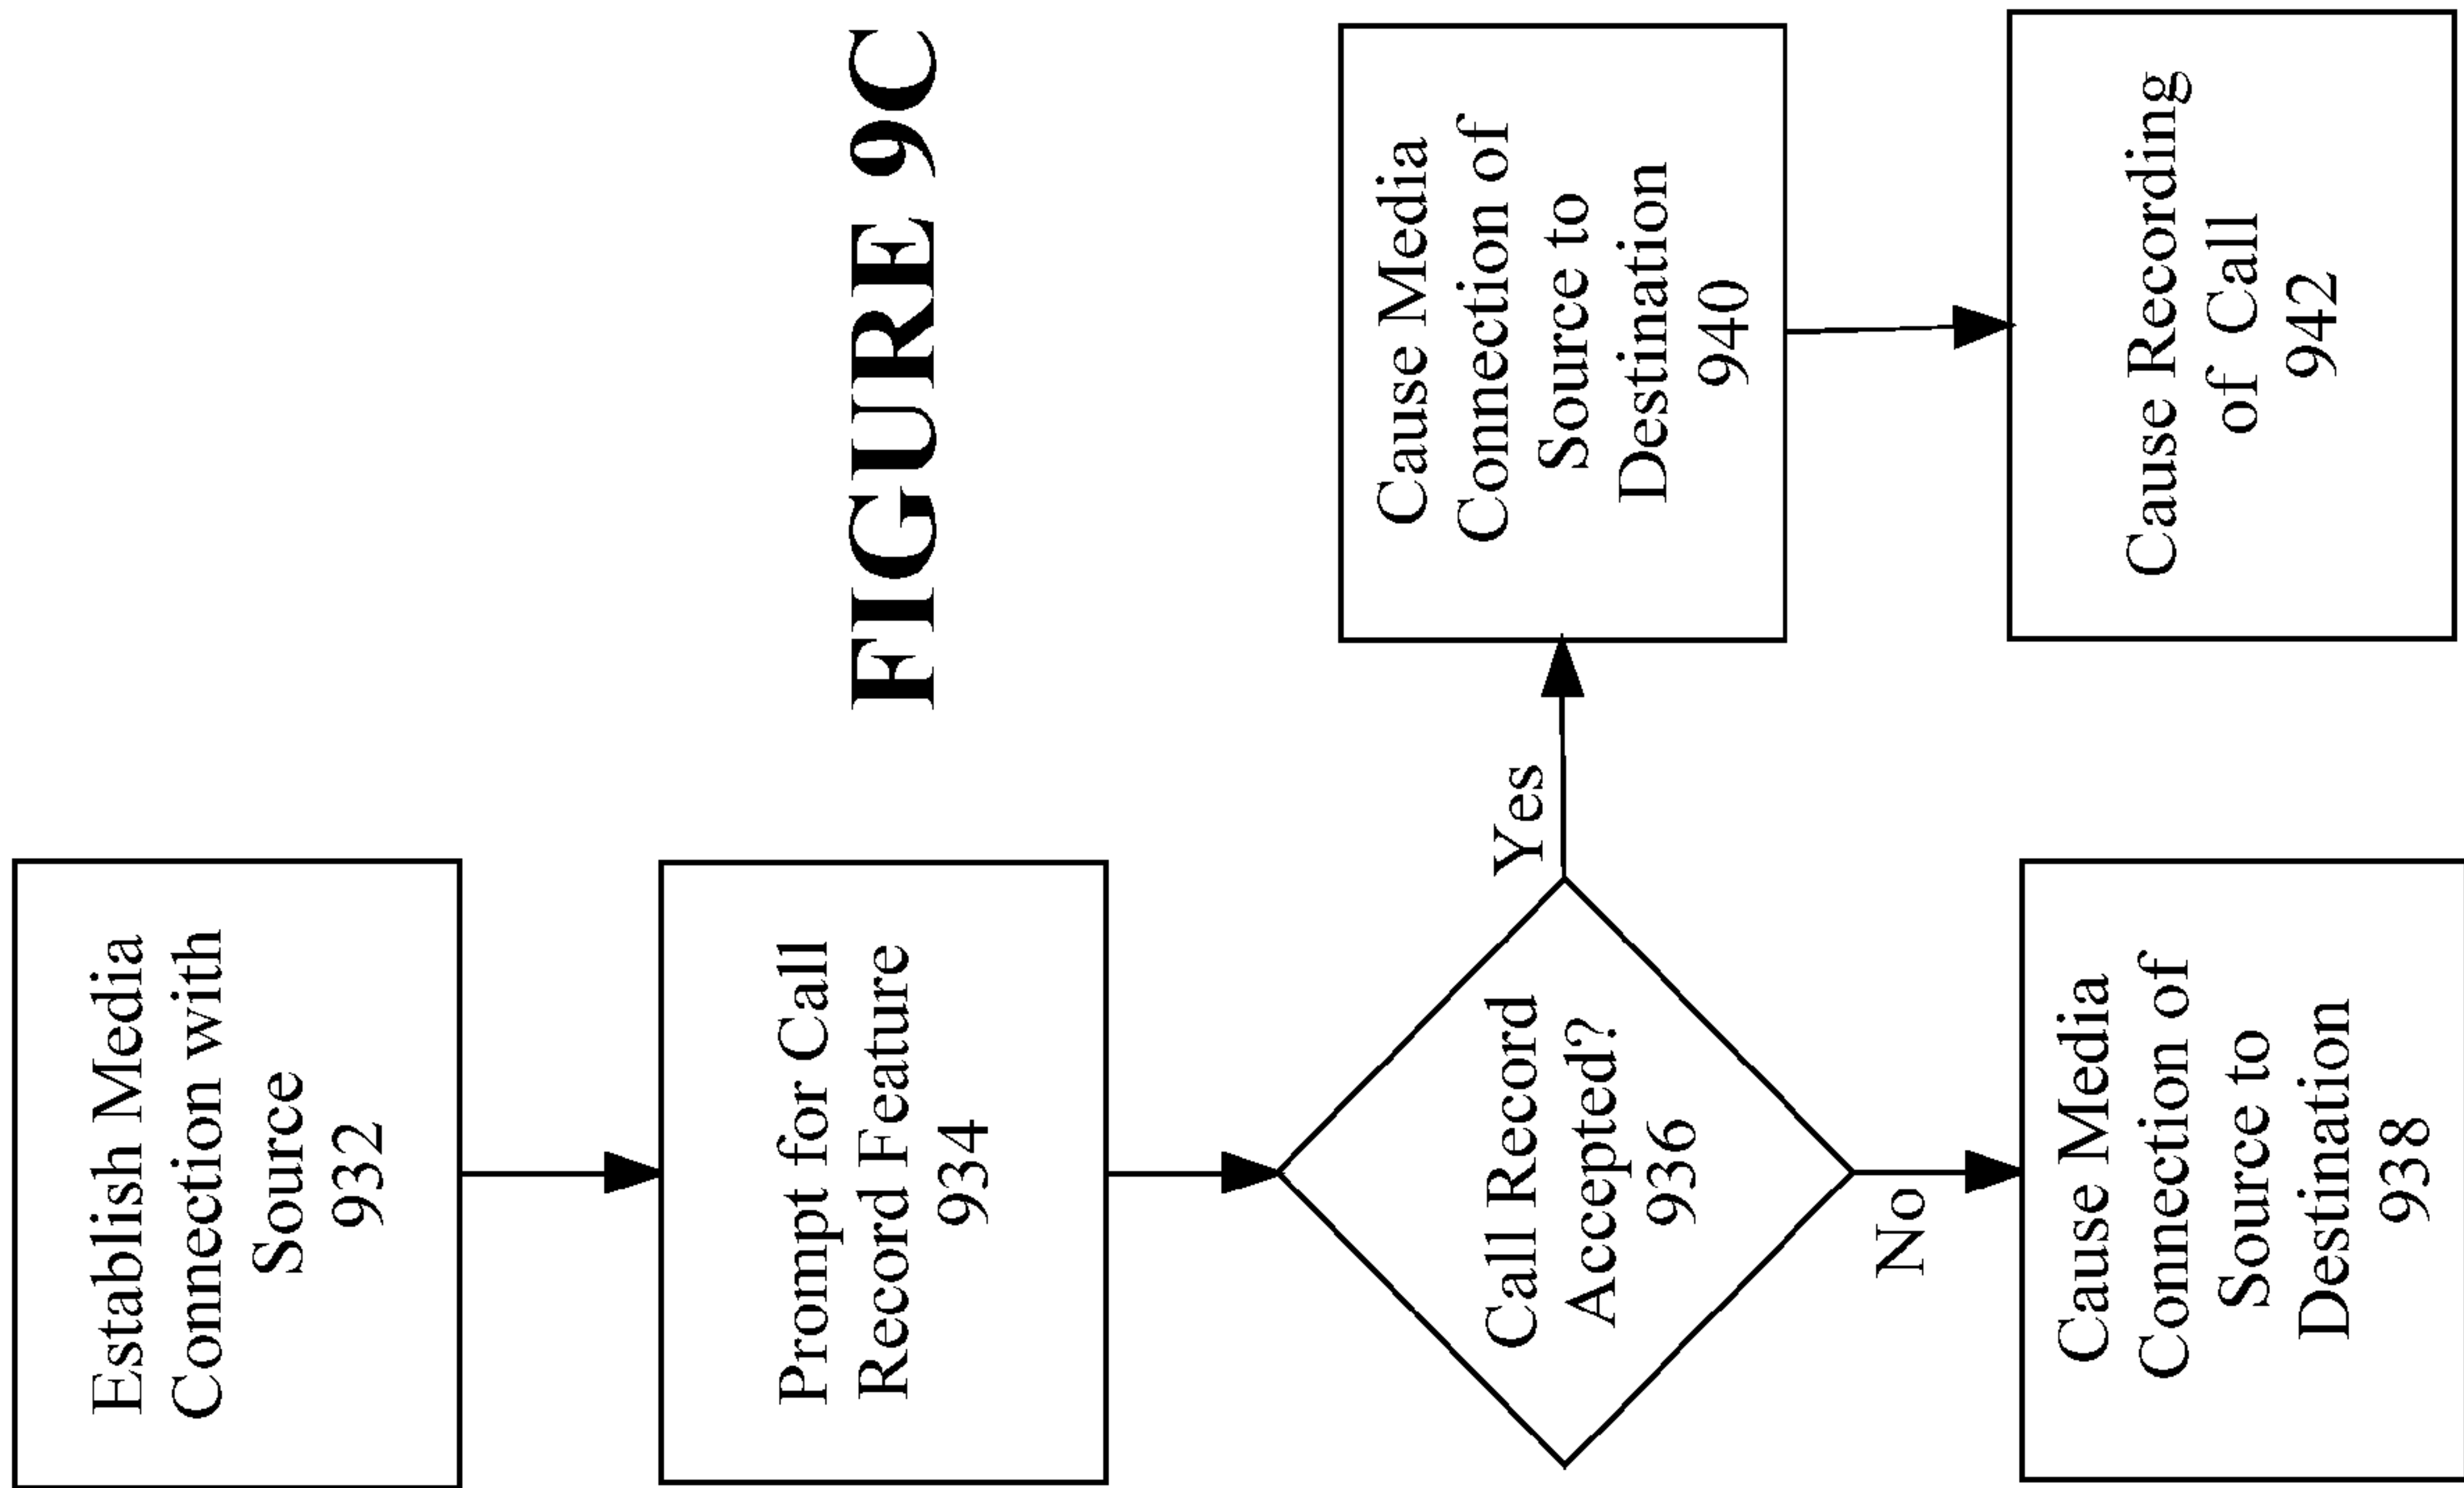 Establish Media
Connection with
Source
932
Prompt for Call
Record Feature
934
Call Record
Accepted?
936
Yes
No
Cause Media
Connection of
Source to
Destination
938
Cause Media
Connection of
Source to
Destination
940
Cause Recording
of Call
942
FIGURE 9C